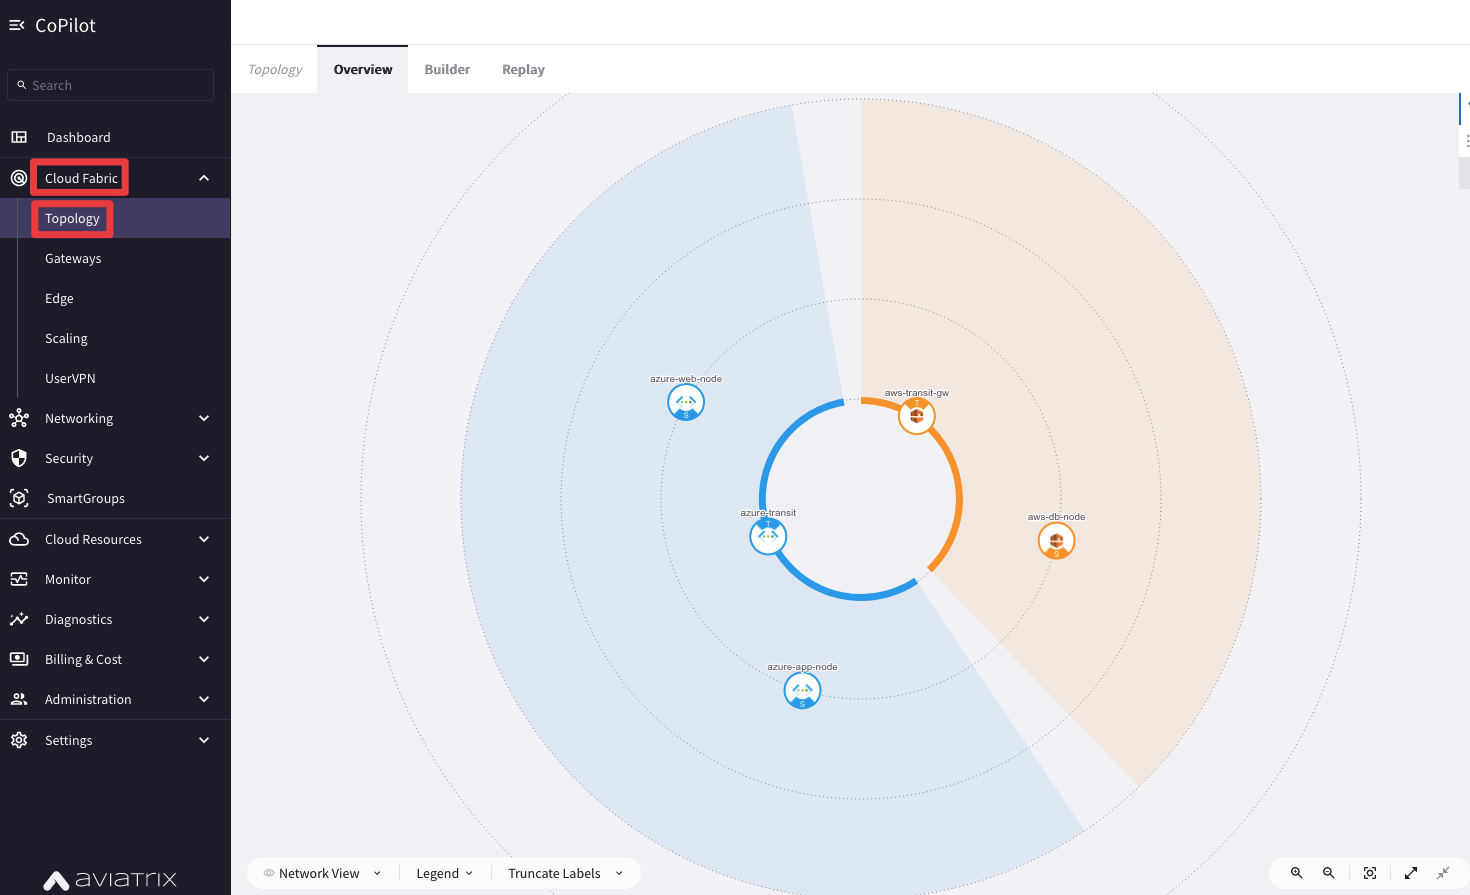 CoPilot
Search
Dashboard
Cloud Fabric
Topology
Gateways
Edge
Scaling
UserVPN
Networking
Security
SmartGroups
Cloud Resources
Monitor
Diagnostics
Billing & Cost
Administration
Settings
aviatrix
Topology
Overview
Builder
Replay
azure-web-node
S
aws-transit-gw
T
azure-transit
T
aws-db-node
S
azure-app-node
S
Network View
Legend
Truncate Labels